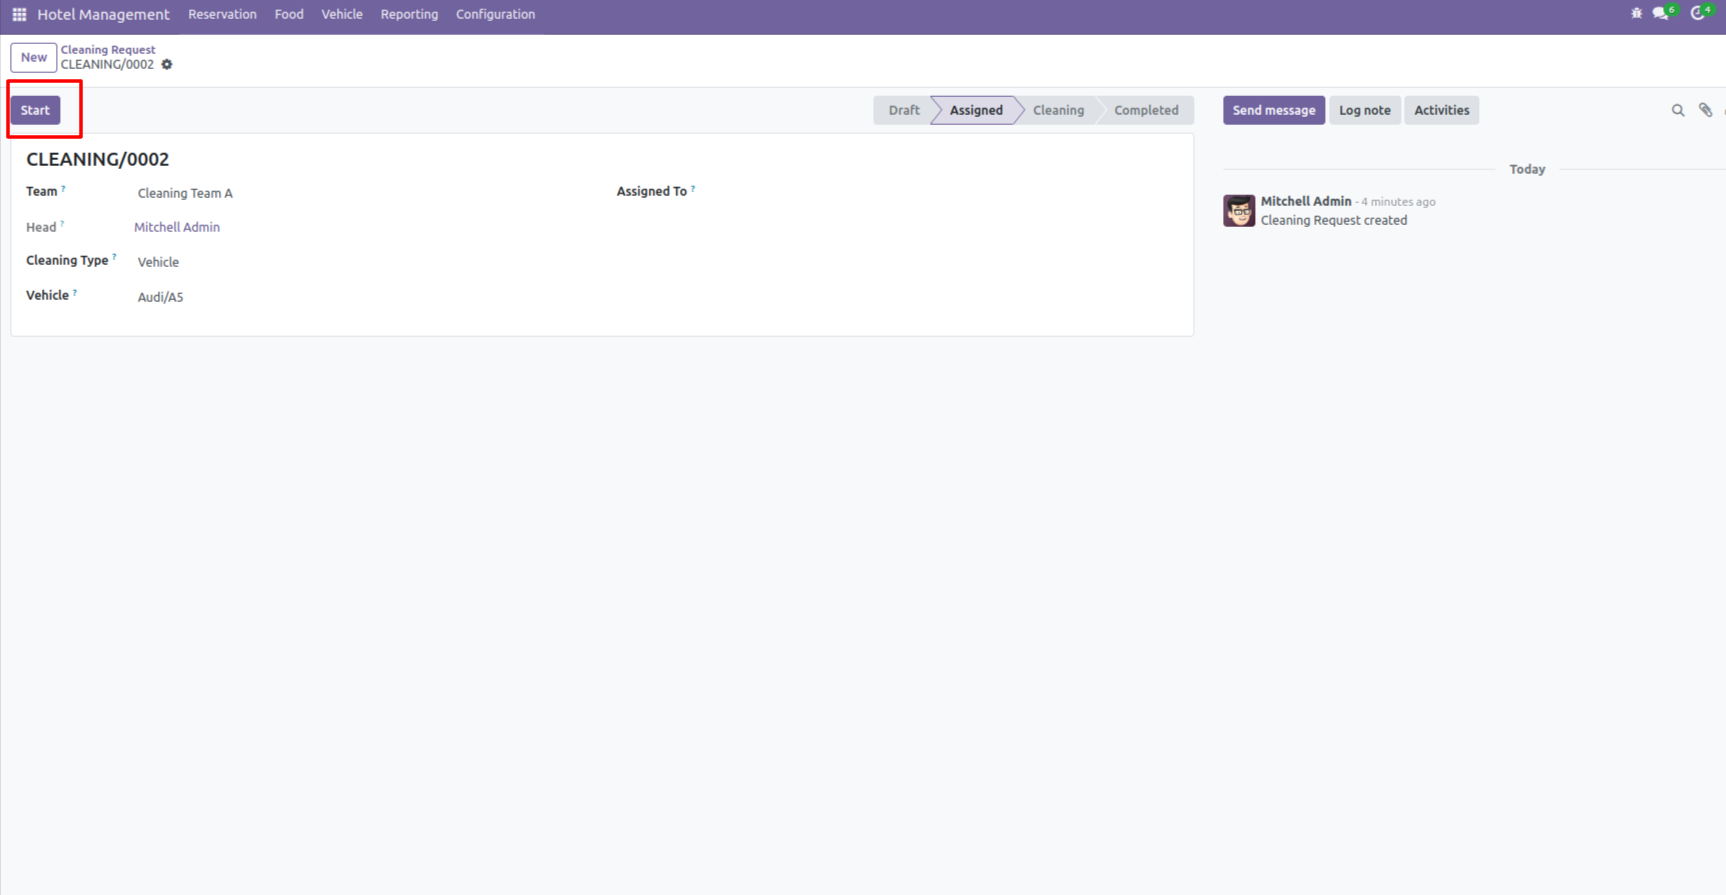 Hotel Management Reservation Food Vehicle Reporting Configuration 6 4
New Cleaning Request
CLEANING/0002
Start Draft Assigned Cleaning Completed Send message Log note Activities
CLEANING/0002
Team ? Cleaning Team A Assigned To ?
Head ? Mitchell Admin
Cleaning Type ? Vehicle
Vehicle ? Audi/A5
Today
Mitchell Admin - 4 minutes ago
Cleaning Request created